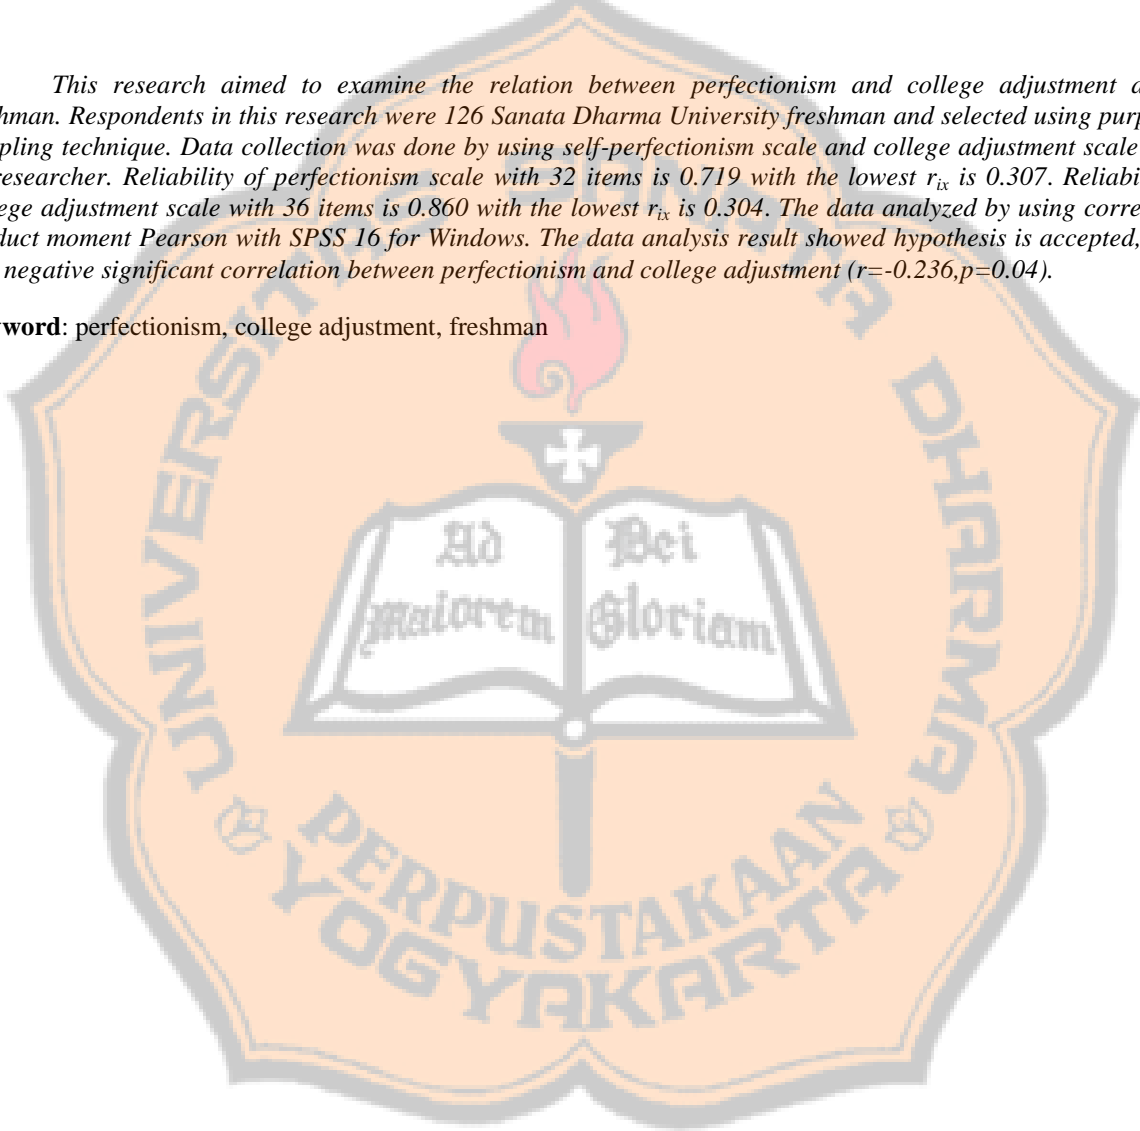 This research aimed to examine the relation between perfectionism and college adjustment a
hman. Respondents in this research were 126 Sanata Dharma University freshman and selected using purp
pling technique. Data collection was done by using self-perfectionism scale and college adjustment scale
researcher. Reliability of perfectionism scale with 32 items is 0.719 with the lowest rix is 0.307. Reliabi
ege adjustment scale with 36 items is 0.860 with the lowest rix is 0.304. The data analyzed by using corre
duct moment Pearson with SPSS 16 for Windows. The data analysis result showed hypothesis is accepted,
negative significant correlation between perfectionism and college adjustment (r=-0.236,p=0.04).
yword: perfectionism, college adjustment, freshman
UNIVERSITAS SANATA DHARMA
Ad Dei
maiorem Gloriam
PERPUSTAKAAN
YOGYAKARTA